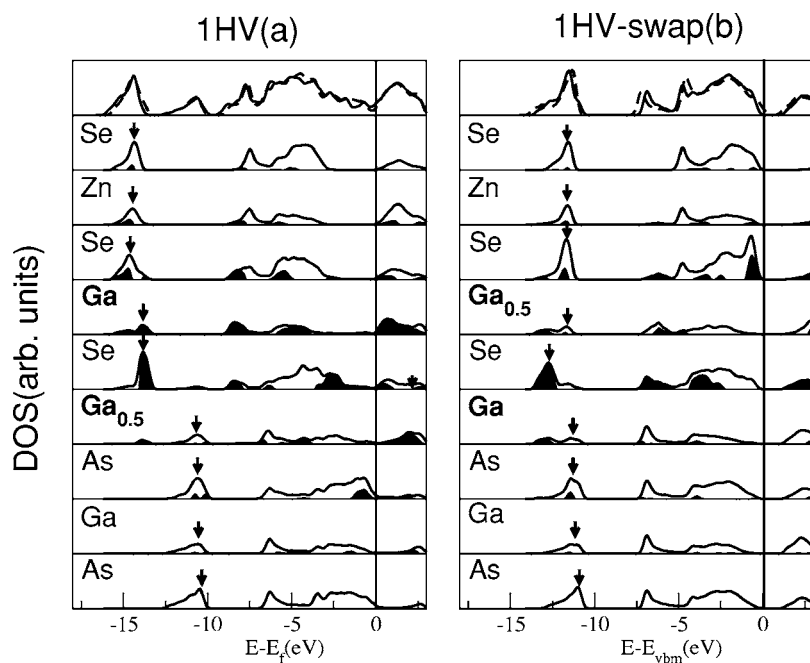 1HV(a)
1HV-swap(b)
DOS(arb. units)
Se
Zn
Se
Ga
Se
Ga0.5
As
Ga
As
-15 -10 -5 0
E-Ef(eV)
Se
Zn
Se
Ga0.5
Se
Ga
As
Ga
As
-15 -10 -5 0
E-Evbm(eV)